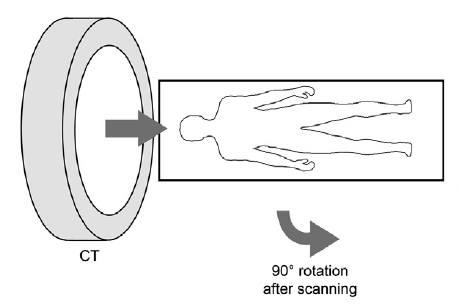 CT
90° rotation
after scanning